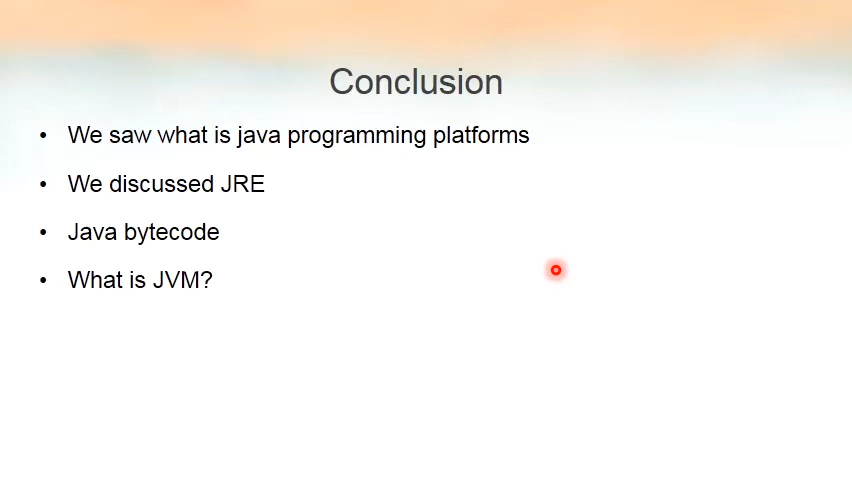 Conclusion
• We saw what is java programming platforms
• We discussed JRE
• Java bytecode
• What is JVM?